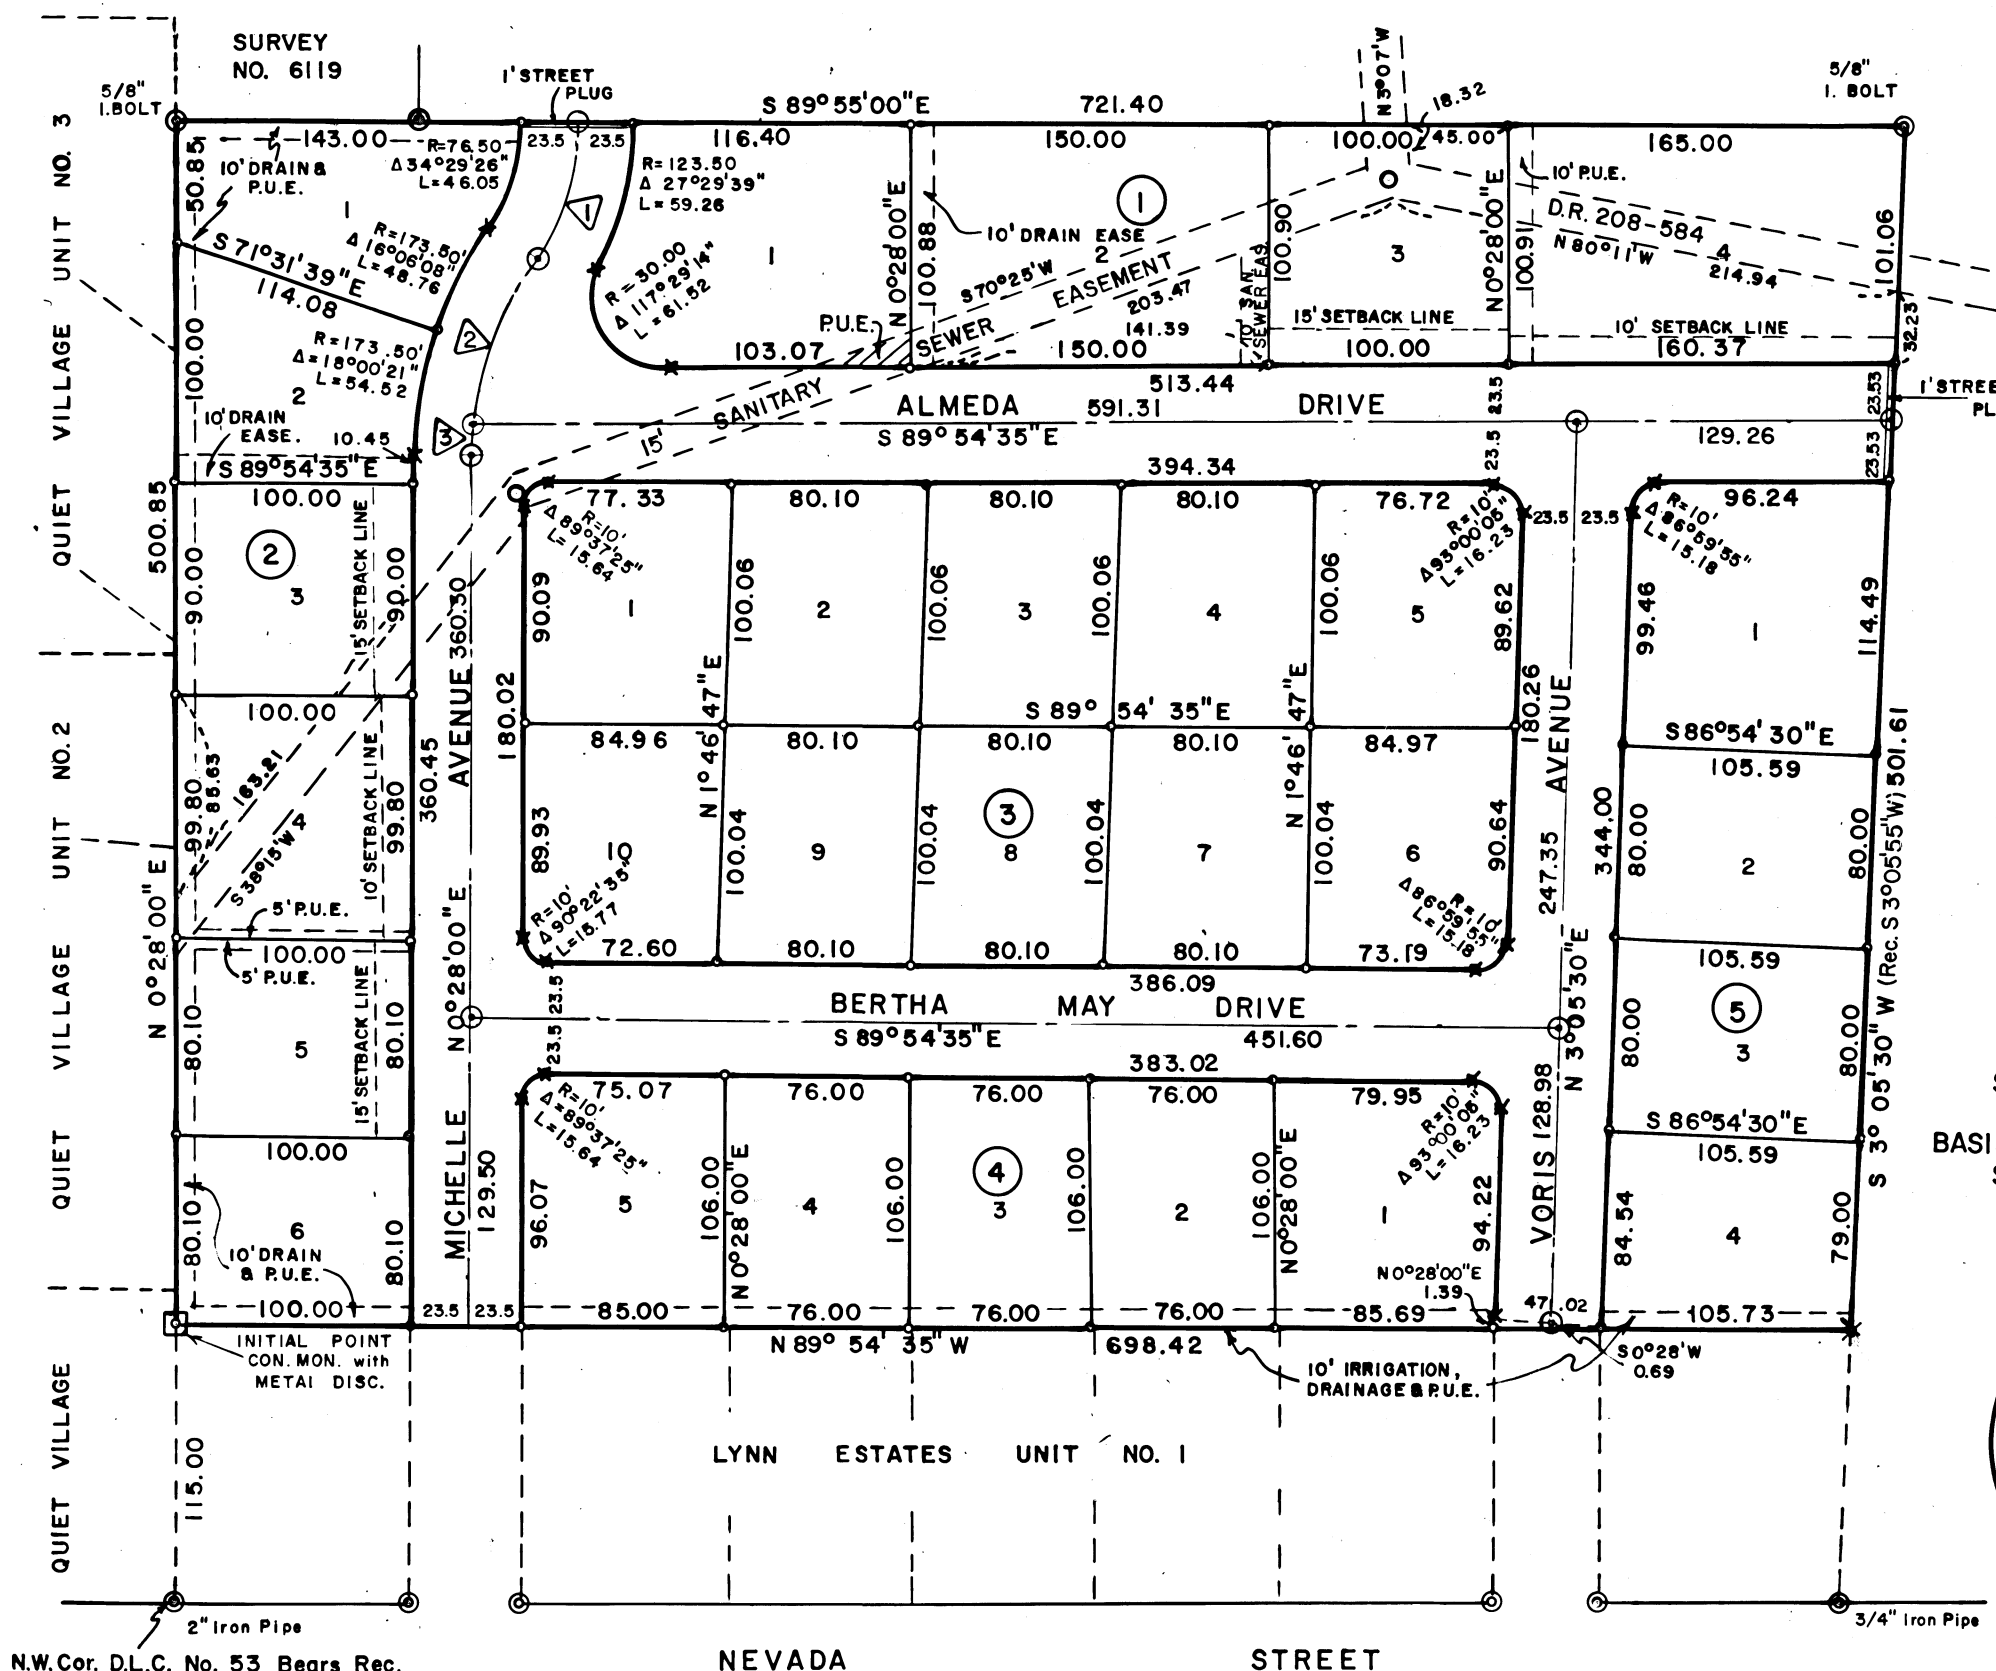 SURVEY
NO. 6119
5/8"
I.BOLT
1' STREET
PLUG
S 89° 55' 00" E
721.40
N 3° 07' W
18.32
5/8"
I. BOLT
143.00
23.5
23.5
116.40
150.00
100.00
45.00
165.00
10' DRAIN &
P.U.E.
50.85
R=76.50
Δ 34° 29' 26"
L=46.05
R=123.50
Δ 27° 29' 39"
L=59.26
1
1
1
1
N 0° 28' 00" E
100.88
10' DRAIN EASE
2
100.90
3
N 0° 28' 00" E
100.91
10' P.U.E.
D.R. 208-584
4
N 80° 11' W
214.94
101.06
32.23
R=173.50'
Δ 16° 06' 08"
L=48.76
S 71° 31' 39" E
114.08
R=30.00
Δ 117° 29' 14"
L=61.52
S 70° 25' W
SEWER EASEMENT
203.47
141.39
10' SAN.
SEWER EAS.
15' SETBACK LINE
10' SETBACK LINE
P.U.E.
103.07
150.00
100.00
160.37
513.44
2
3
100.00
R=173.50'
Δ=18° 00' 21"
L=54.52
2
10' DRAIN
EASE.
10.45
S 89° 54' 35" E
100.00
15' SANITARY
ALMEDA DRIVE
591.31
S 89° 54' 35" E
23.5
23.5
129.26
23.53
23.53
1' STREE
PL
394.34
77.33
80.10
80.10
80.10
76.72
96.24
R=10'
Δ 89° 37' 25"
L=15.64
R=10'
Δ 93° 00' 05"
L=16.23
23.5
23.5
R=10'
Δ 86° 59' 55"
L=15.18
QUIET VILLAGE UNIT NO. 3
500.85
2
3
90.00
15' SETBACK LINE
90.00
360.30
90.09
1
100.06
2
100.06
3
100.06
4
100.06
5
89.62
99.46
1
114.49
180.02
180.26
N 1° 46' 47" E
S 89° 54' 35" E
N 1° 46' 47" E
S 86° 54' 30" E
105.59
100.00
84.96
80.10
80.10
80.10
84.97
85.63
163.21
99.80
S 38° 15' W
4
10' SETBACK LINE
99.80
360.45
89.93
10
100.04
9
100.04
3
8
100.04
7
100.04
6
90.64
247.35
344.00
80.00
2
80.00
S 3° 05' 30" W (Rec. S 3° 05' 55" W) 501.61
N 0° 28' 00" E
5' P.U.E.
100.00
5' P.U.E.
R=10'
Δ 90° 22' 35"
L=15.77
R=10'
Δ 86° 59' 55"
L=15.18
72.60
80.10
80.10
80.10
73.19
386.09
105.59
23.5
23.5
BERTHA MAY DRIVE
S 89° 54' 35" E
451.60
383.02
MICHELLE AVENUE
N 0° 28' 00" E
VORIS AVENUE
N 3° 05' 30" E
QUIET VILLAGE UNIT NO. 2
80.10
5
15' SETBACK LINE
80.10
5
80.00
3
80.00
100.00
75.07
76.00
76.00
76.00
79.95
R=10'
Δ=89° 37' 25"
L=15.64
R=10'
Δ 93° 00' 05"
L=16.23
128.98
S 86° 54' 30" E
105.59
BASI
80.10
6
80.10
129.50
96.07
5
106.00
N 0° 28' 00" E
4
106.00
4
3
106.00
2
106.00
N 0° 28' 00" E
1
94.22
84.54
4
79.00
10' DRAIN
& P.U.E.
N 0° 28' 00" E
1.39
100.00
23.5
23.5
85.00
76.00
76.00
76.00
85.69
47.02
105.73
INITIAL POINT
CON. MON. with
METAL DISC.
N 89° 54' 35" W
698.42
10' IRRIGATION,
DRAINAGE & P.U.E.
S 0° 28' W
0.69
QUIET VILLAGE
115.00
LYNN ESTATES UNIT NO. 1
2" Iron Pipe
3/4" Iron Pipe
N.W. Cor. D.L.C. No. 53 Bears Rec.
NEVADA STREET